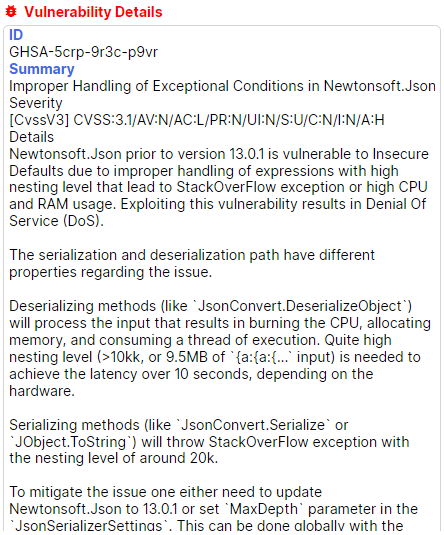 Vulnerability Details
ID
GHSA-5crp-9r3c-p9vr
Summary
Improper Handling of Exceptional Conditions in Newtonsoft.Json
Severity
[CvssV3] CVSS:3.1/AV:N/AC:L/PR:N/UI:N/S:U/C:N/I:N/A:H
Details
Newtonsoft.Json prior to version 13.0.1 is vulnerable to Insecure
Defaults due to improper handling of expressions with high
nesting level that lead to StackOverFlow exception or high CPU
and RAM usage. Exploiting this vulnerability results in Denial Of
Service (DoS).
The serialization and deserialization path have different
properties regarding the issue.
Deserializing methods (like `JsonConvert.DeserializeObject`)
will process the input that results in burning the CPU, allocating
memory, and consuming a thread of execution. Quite high
nesting level (>10kk, or 9.5MB of `{a:{a:{...` input) is needed to
achieve the latency over 10 seconds, depending on the
hardware.
Serializing methods (like `JsonConvert.Serialize` or
`JObject.ToString`) will throw StackOverFlow exception with
the nesting level of around 20k.
To mitigate the issue one either need to update
Newtonsoft.Json to 13.0.1 or set `MaxDepth` parameter in the
`JsonSerializerSettings`. This can be done globally with the